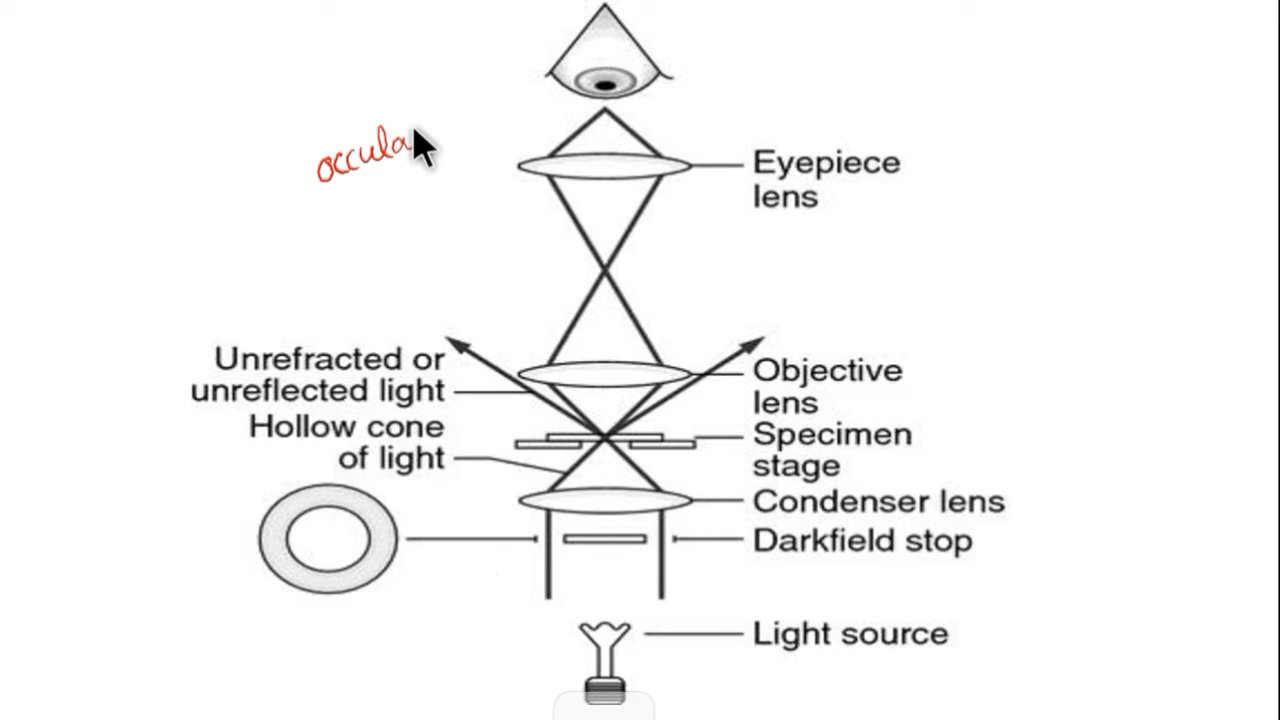 occula
Eyepiece
lens
Unrefracted or
unreflected light
Objective
lens
Hollow cone
of light
Specimen
stage
Condenser lens
Darkfield stop
Light source